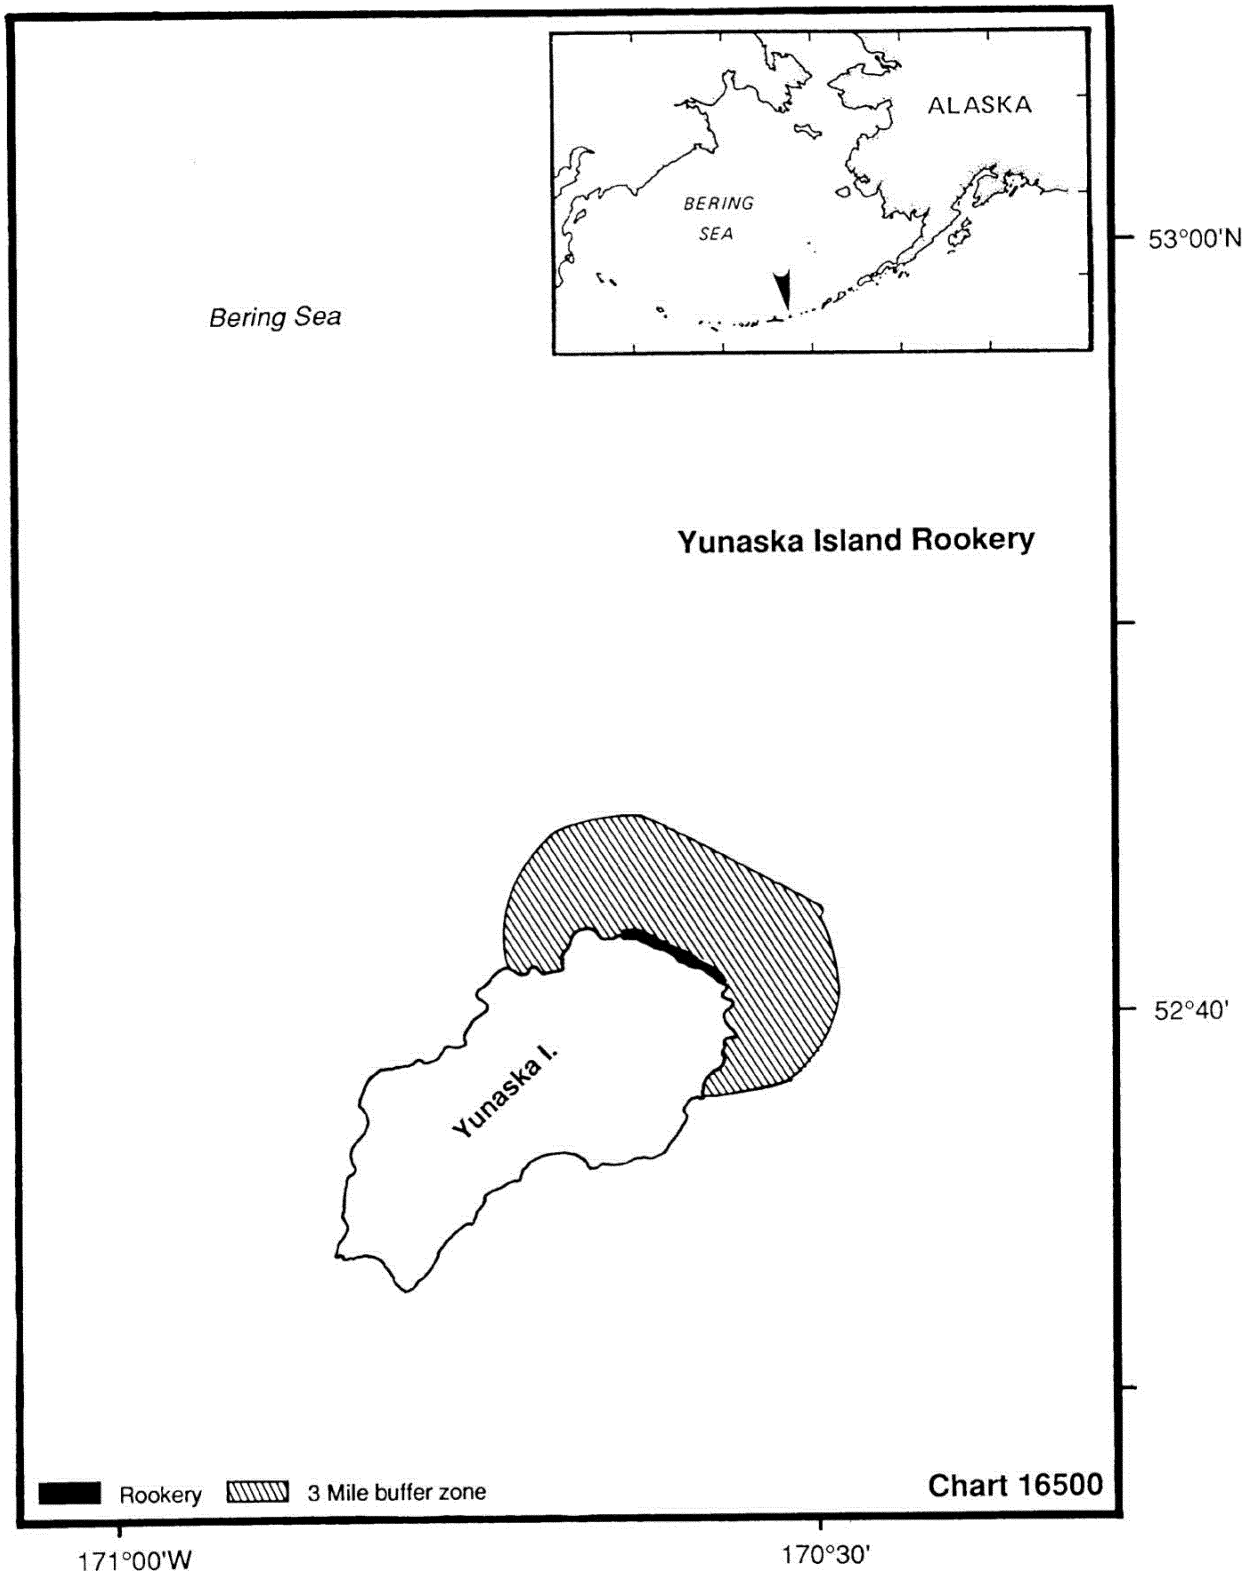 ALASKA
BERING
SEA
53°00'N
Bering Sea
Yunaska Island Rookery
52°40'
Yunaska I.
Rookery
3 Mile buffer zone
Chart 16500
171°00'W
170°30'